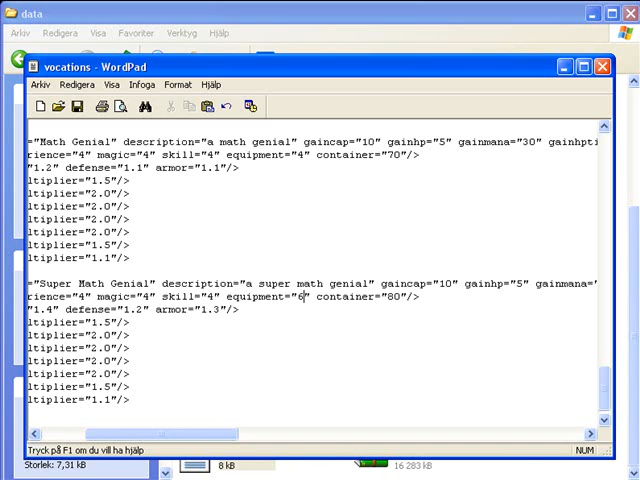 data
Arkiv Redigera Visa Favoriter Verktyg Hjälp
vocations - WordPad
Arkiv Redigera Visa Infoga Format Hjälp
="Math Genial" description="a math genial" gaincap="10" gainhp="5" gainmana="30" gainhpti
rience="4" magic="4" skill="4" equipment="4" container="70"/>
"1.2" defense="1.1" armor="1.1"/>
ltiplier="1.5"/>
ltiplier="2.0"/>
ltiplier="2.0"/>
ltiplier="2.0"/>
ltiplier="2.0"/>
ltiplier="1.5"/>
ltiplier="1.1"/>
="Super Math Genial" description="a super math genial" gaincap="10" gainhp="5" gainmana="
rience="4" magic="4" skill="4" equipment="6" container="80"/>
"1.4" defense="1.2" armor="1.3"/>
ltiplier="1.5"/>
ltiplier="2.0"/>
ltiplier="2.0"/>
ltiplier="2.0"/>
ltiplier="2.0"/>
ltiplier="1.5"/>
ltiplier="1.1"/>
Tryck på F1 om du vill ha hjälp NUM
Storlek: 7,31 kB 8 kB 16 283 kB